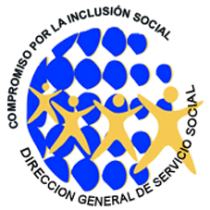 COMPROMISO POR LA INCLUSIÓN SOCIAL
DIRECCION GENERAL DE SERVICIO SOCIAL